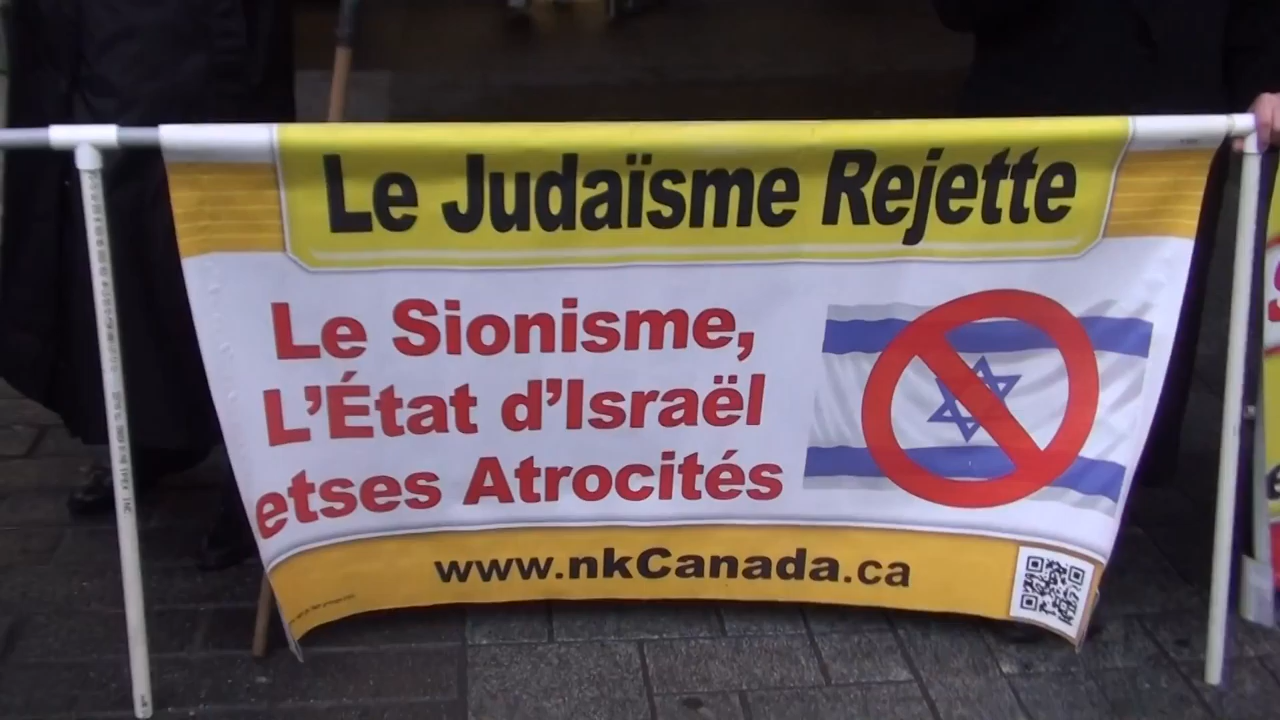 Le Judaïsme Rejette
Le Sionisme,
L'État d'Israël
etses Atrocités
www.nkCanada.ca